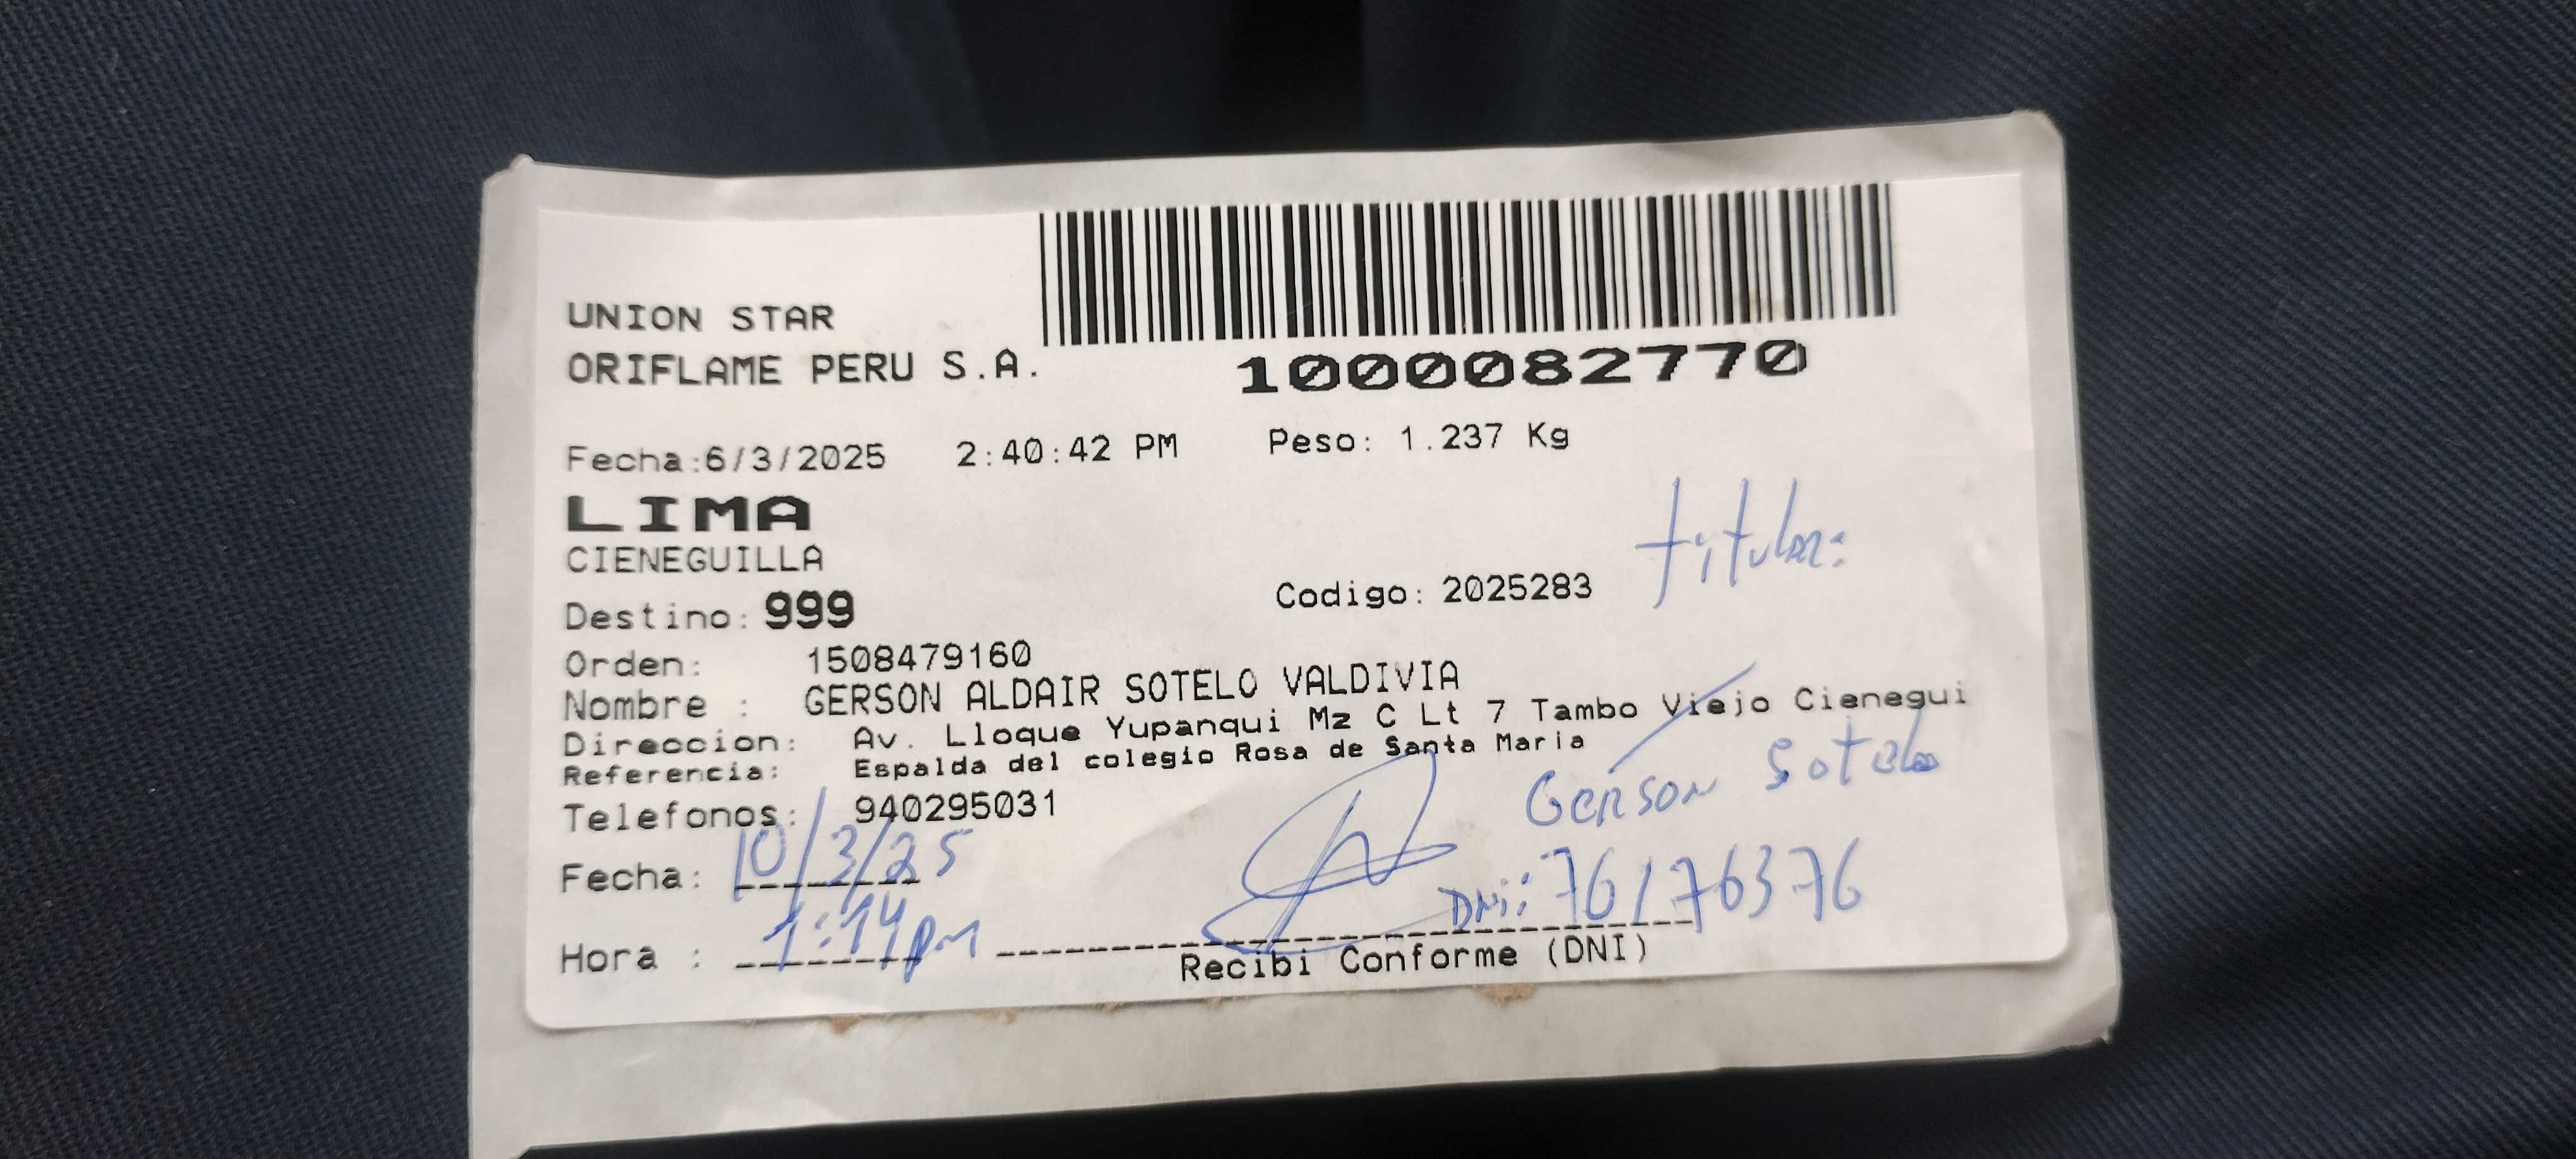 UNION STAR
ORIFLAME PERU S.A.
1000082770
Fecha:6/3/2025 2:40:42 PM Peso: 1.237 Kg
LIMA
CIENEGUILLA
titular:
Destino: 999 Codigo: 2025283
Orden: 1508479160
Nombre : GERSON ALDAIR SOTELO VALDIVIA
Direccion: Av. Lloque Yupanqui Mz C Lt 7 Tambo Viejo Cienegui
Referencia: Espalda del colegio Rosa de Santa Maria
Telefonos: 940295031
Gerson Sotelo
Fecha: 10/3/25
DNi: 76176376
Hora : 1:14pm
Recibi Conforme (DNI)